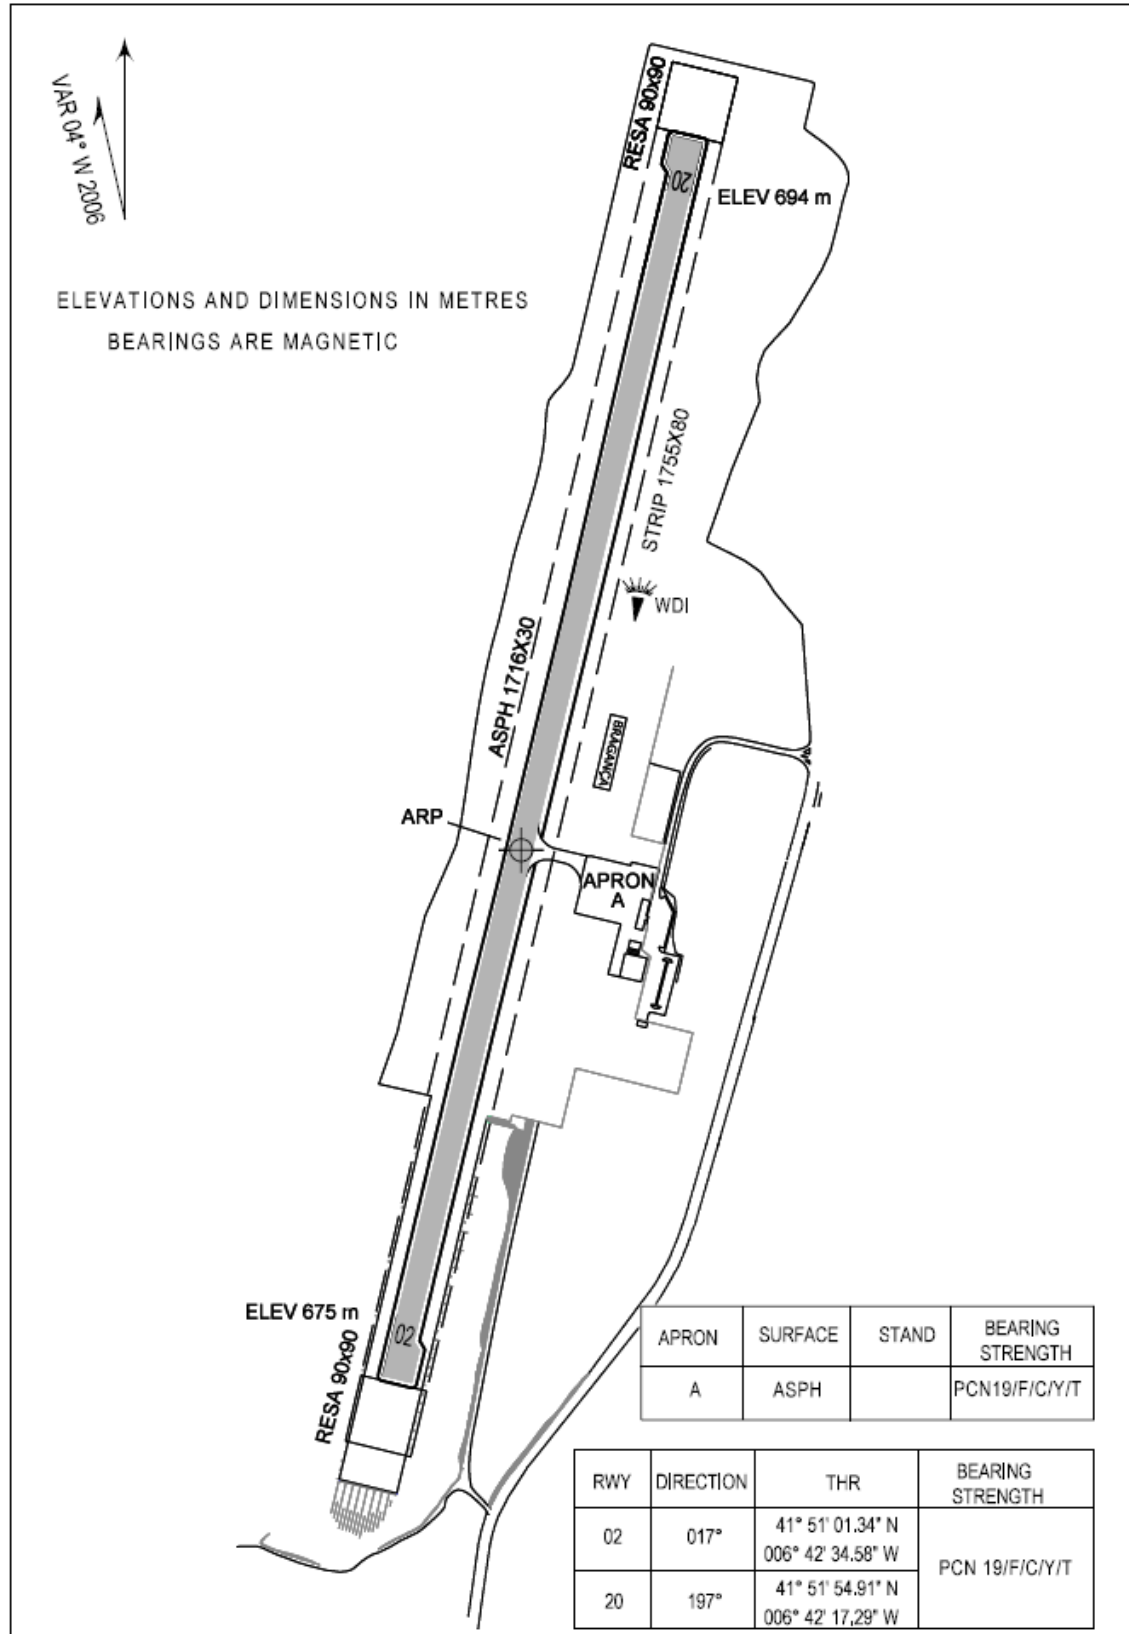 VAR 04° W 2006
ELEVATIONS AND DIMENSIONS IN METRES
BEARINGS ARE MAGNETIC
RESA 90x90
20
ELEV 694 m
STRIP 1755X80
WDI
ASPH 1716X30
BRAGANÇA
ARP
APRON
A
ELEV 675 m
02
RESA 90x90
APRON SURFACE STAND BEARING
STRENGTH
A ASPH PCN19/F/C/Y/T
RWY DIRECTION THR BEARING
STRENGTH
02 017° 41° 51' 01.34" N
006° 42' 34.58" W
PCN 19/F/C/Y/T
20 197° 41° 51' 54.91" N
006° 42' 17,29" W